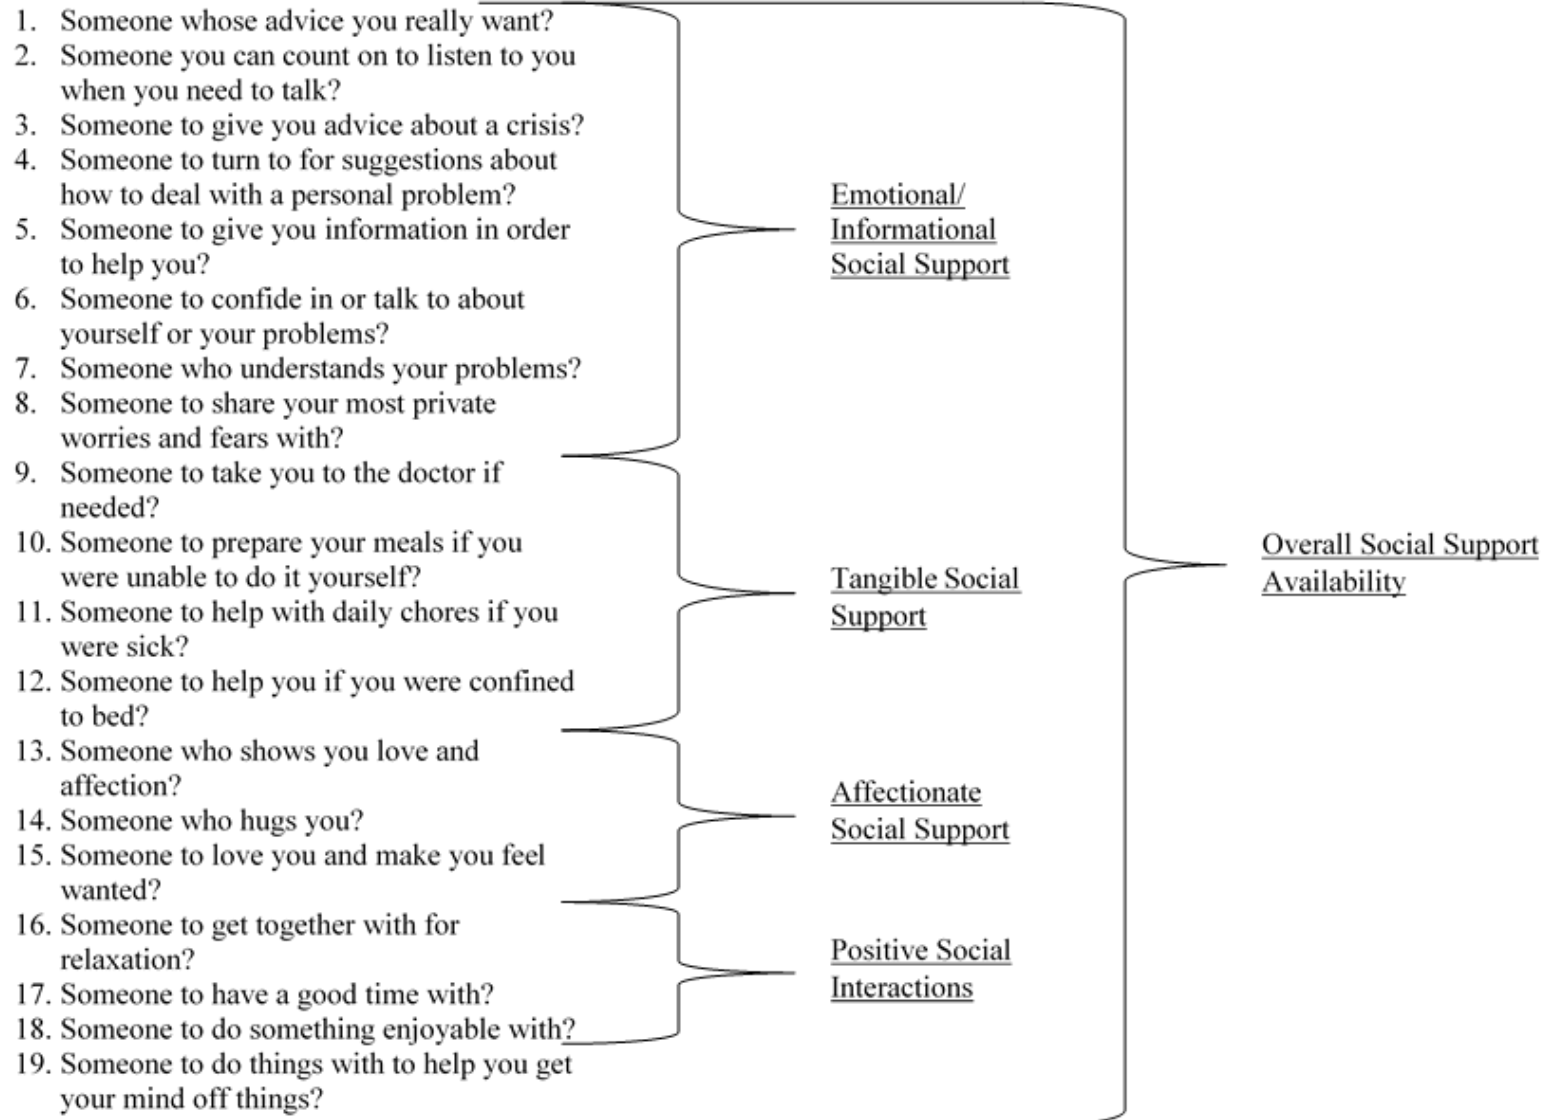 1. Someone whose advice you really want?
2. Someone you can count on to listen to you
when you need to talk?
3. Someone to give you advice about a crisis?
4. Someone to turn to for suggestions about
how to deal with a personal problem?
5. Someone to give you information in order
to help you?
6. Someone to confide in or talk to about
yourself or your problems?
7. Someone who understands your problems?
8. Someone to share your most private
worries and fears with?
9. Someone to take you to the doctor if
needed?
10. Someone to prepare your meals if you
were unable to do it yourself?
11. Someone to help with daily chores if you
were sick?
12. Someone to help you if you were confined
to bed?
13. Someone who shows you love and
affection?
14. Someone who hugs you?
15. Someone to love you and make you feel
wanted?
16. Someone to get together with for
relaxation?
17. Someone to have a good time with?
18. Someone to do something enjoyable with?
19. Someone to do things with to help you get
your mind off things?
Emotional/
Informational
Social Support
Tangible Social
Support
Affectionate
Social Support
Positive Social
Interactions
Overall Social Support
Availability